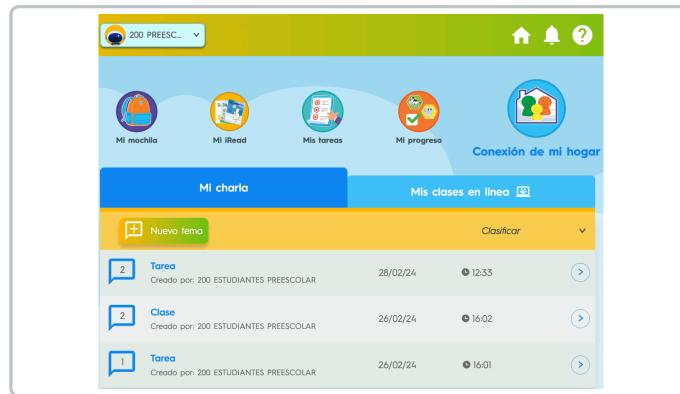 200 PREESC...
Mi mochila
Mi iRead
Mis tareas
Mi progreso
Conexión de mi hogar
Mi charla
Mis clases en línea
Nuevo tema
Clasificar
2 Tarea 28/02/24 12:33
Creado por: 200 ESTUDIANTES PREESCOLAR
2 Clase 26/02/24 16:02
Creado por: 200 ESTUDIANTES PREESCOLAR
1 Tarea 26/02/24 16:01
Creado por: 200 ESTUDIANTES PREESCOLAR